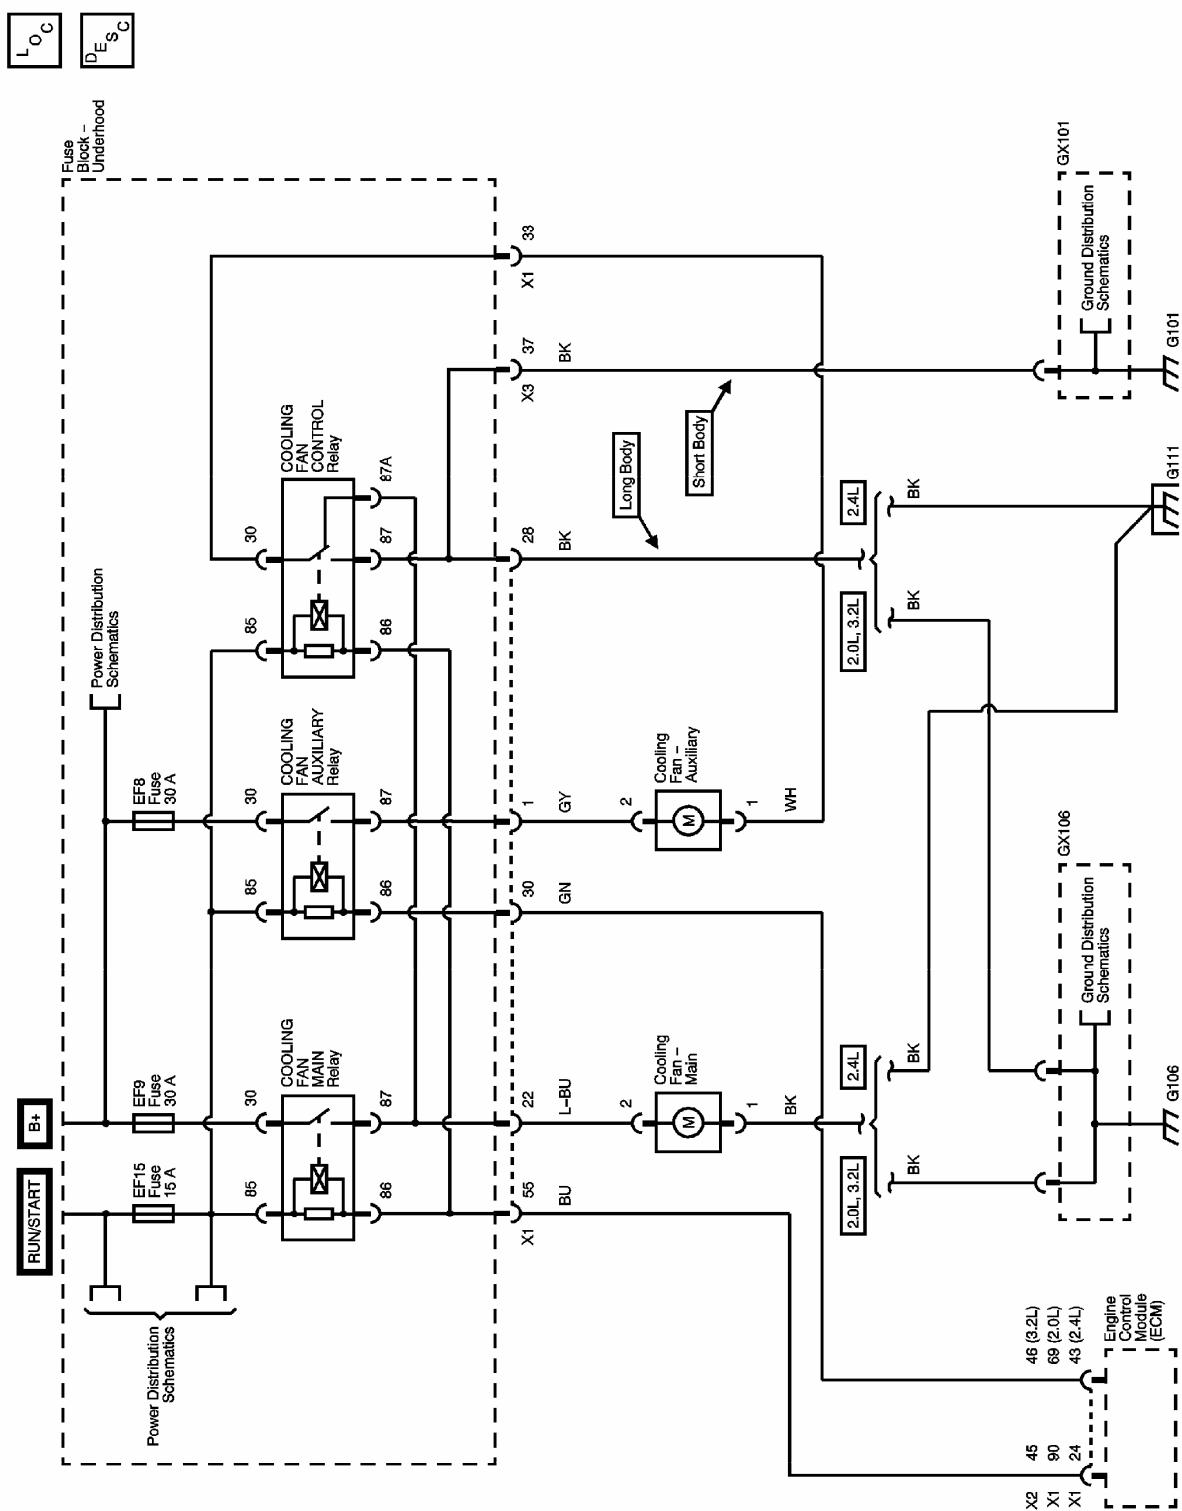 LOC
DESC
Fuse
Block –
Underhood
GX101
Ground Distribution
Schematics
G101
33
X1
37
X3
BK
COOLING
FAN
CONTROL
Relay
87A
30
87
85
86
28
BK
Long Body
Short Body
2.4L
BK
G111
2.0L, 3.2L
BK
Power Distribution
Schematics
EF8
Fuse
30 A
COOLING
FAN
AUXILIARY
Relay
30
87
85
86
1
GY
2
Cooling
Fan –
Auxiliary
M
1
WH
30
GN
GX106
Ground Distribution
Schematics
G106
B+
EF9
Fuse
30 A
COOLING
FAN
MAIN
Relay
30
87
85
86
22
L–BU
2
Cooling
Fan –
Main
M
1
BK
2.4L
BK
2.0L, 3.2L
BK
RUN/START
EF15
Fuse
15 A
55
X1
BU
Power Distribution
Schematics
46 (3.2L)
69 (2.0L)
43 (2.4L)
Engine
Control
Module
(ECM)
X2 45
X1 90
X1 24